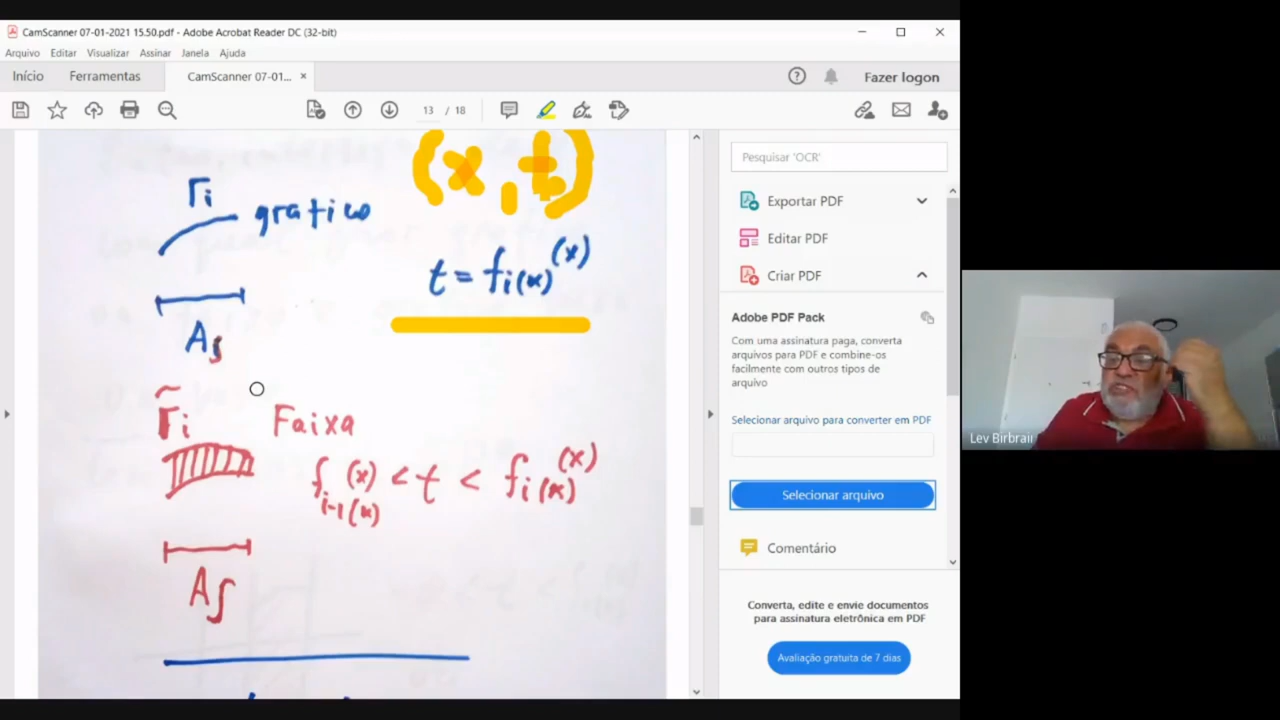 CamScanner 07-01-2021 15.50.pdf - Adobe Acrobat Reader DC (32-bit)
Arquivo Editar Visualizar Assinar Janela Ajuda
Início Ferramentas CamScanner 07-01... × Fazer logon
13 / 18
(x, t)
Γi
gratico
t = fi(x)(x)
As
Γ̃i
Faixa
f i-1(x) (x) < t < fi(x)(x)
As
Pesquisar 'OCR'
Exportar PDF
Editar PDF
Criar PDF
Adobe PDF Pack
Com uma assinatura paga, converta
arquivos para PDF e combine-os
facilmente com outros tipos de
arquivo
Selecionar arquivo para converter em PDF
Selecionar arquivo
Comentário
Converta, edite e envie documentos
para assinatura eletrônica em PDF
Avaliação gratuita de 7 dias
Lev Birbrair